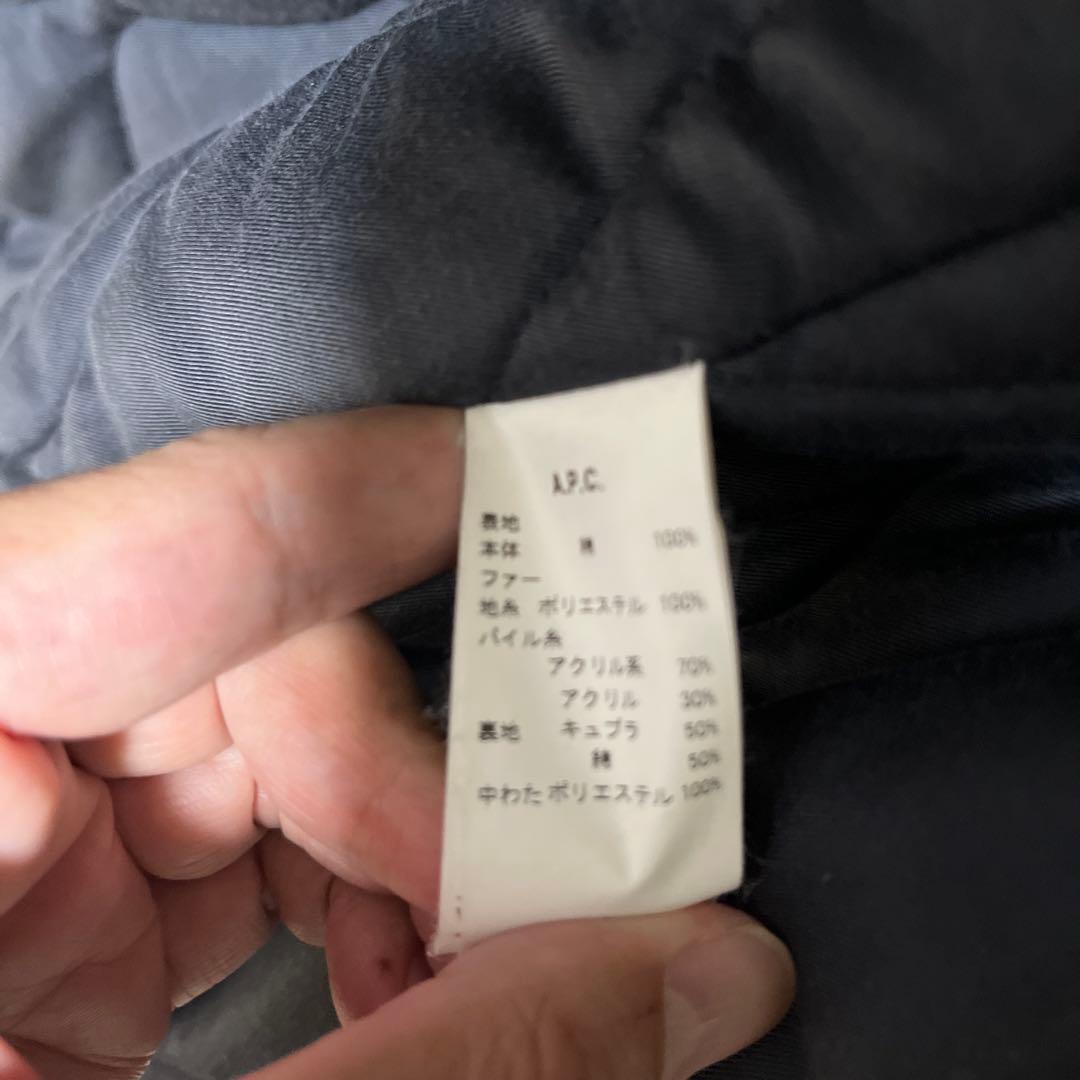 A.P.C.
表地
本体 綿 100%
ファー
地糸 ポリエステル 100%
パイル糸
アクリル系 70%
アクリル 30%
裏地 キュプラ 50%
綿 50%
中わた ポリエステル 100%